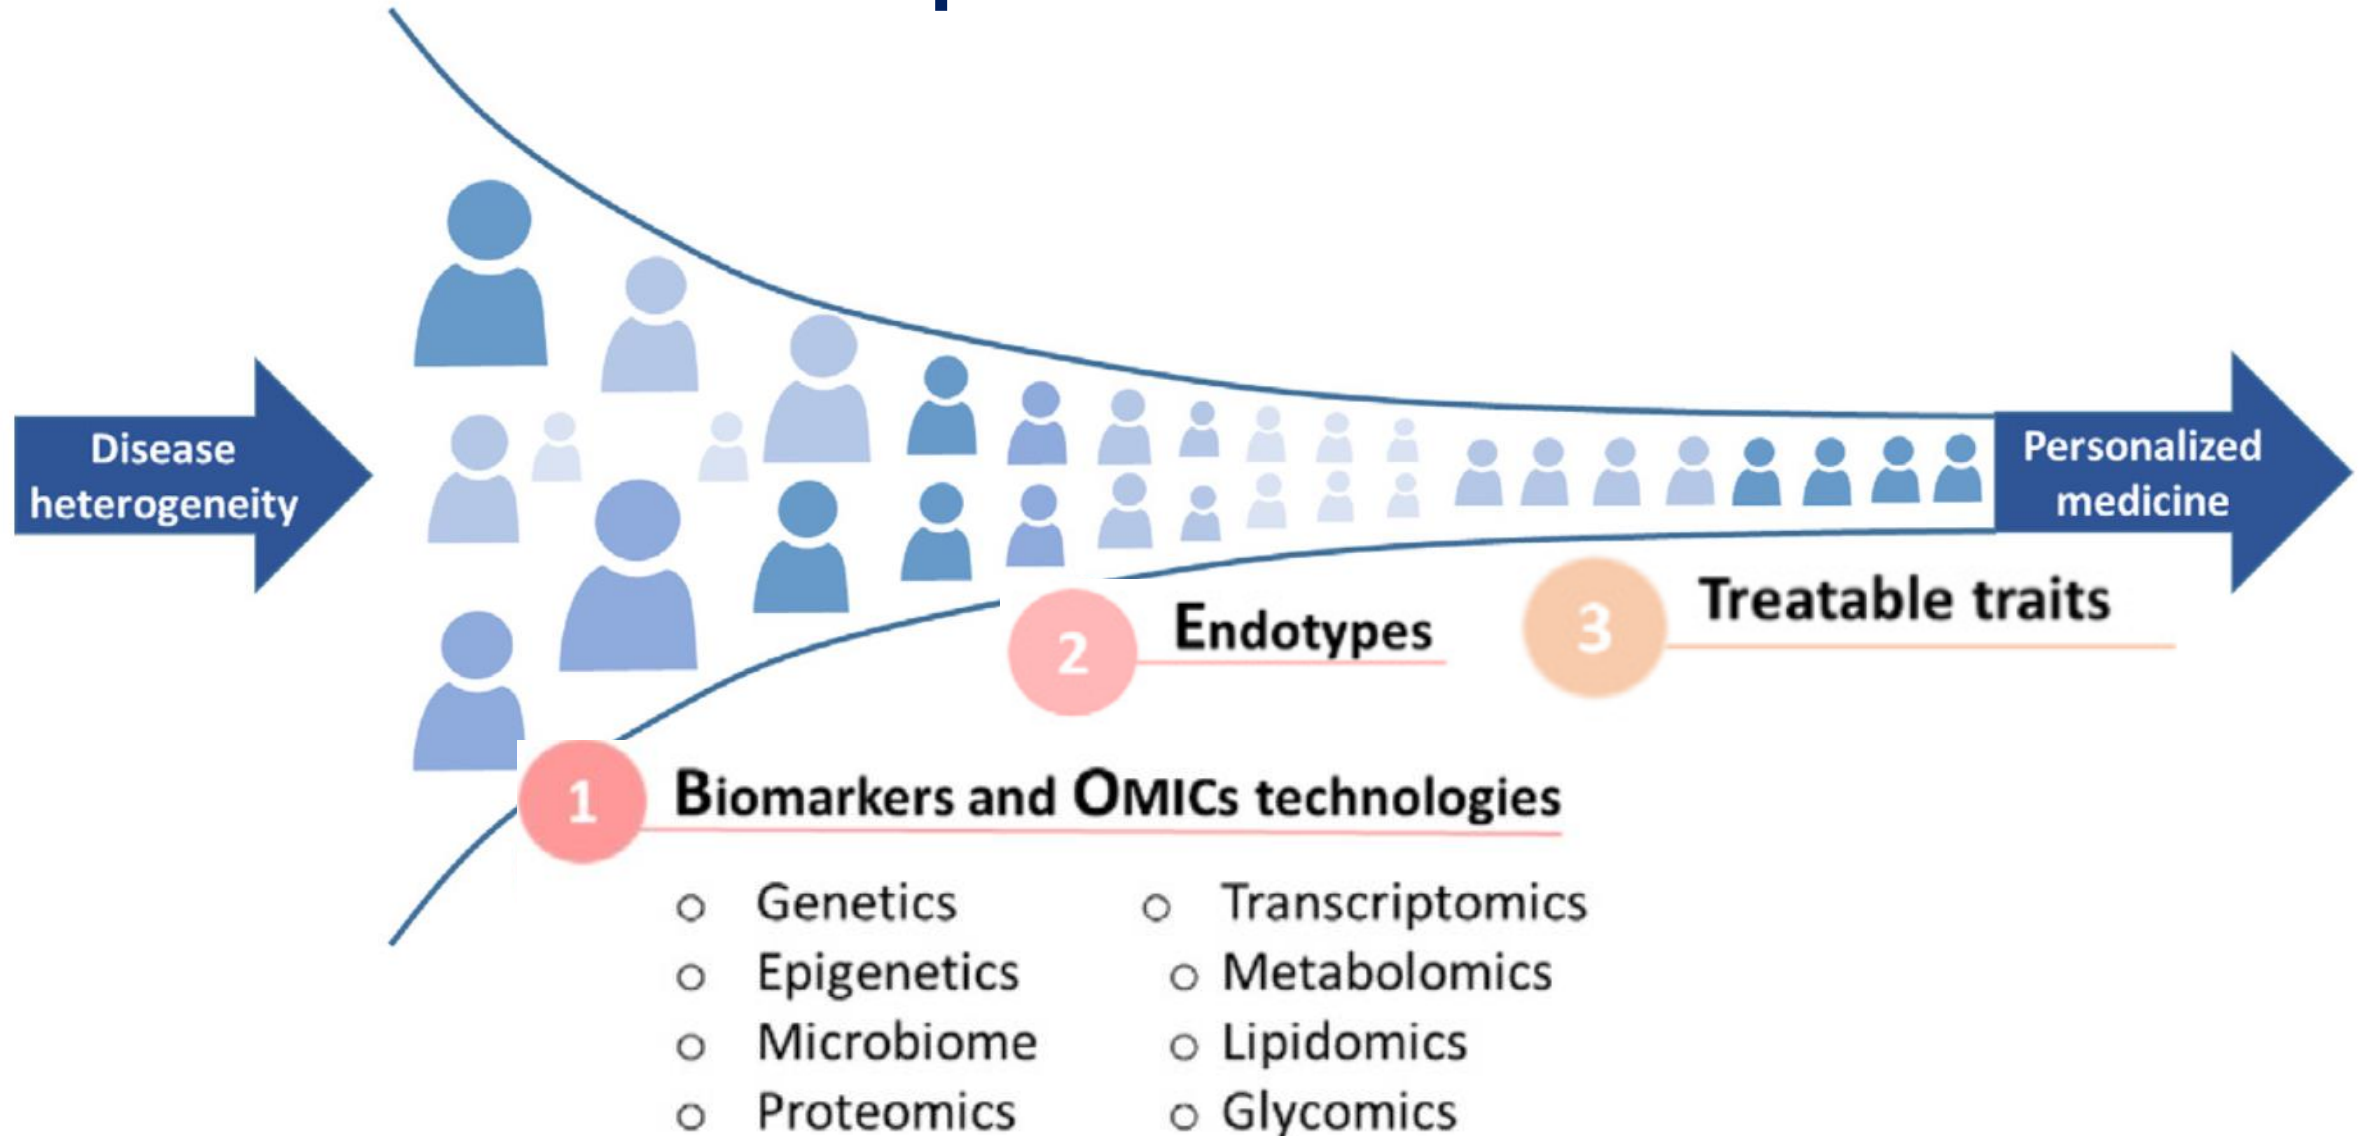 Disease
heterogeneity
Personalized
medicine
1
Biomarkers and OMICs technologies
○ Genetics
○ Epigenetics
○ Microbiome
○ Proteomics
○ Transcriptomics
○ Metabolomics
○ Lipidomics
○ Glycomics
2
Endotypes
3
Treatable traits